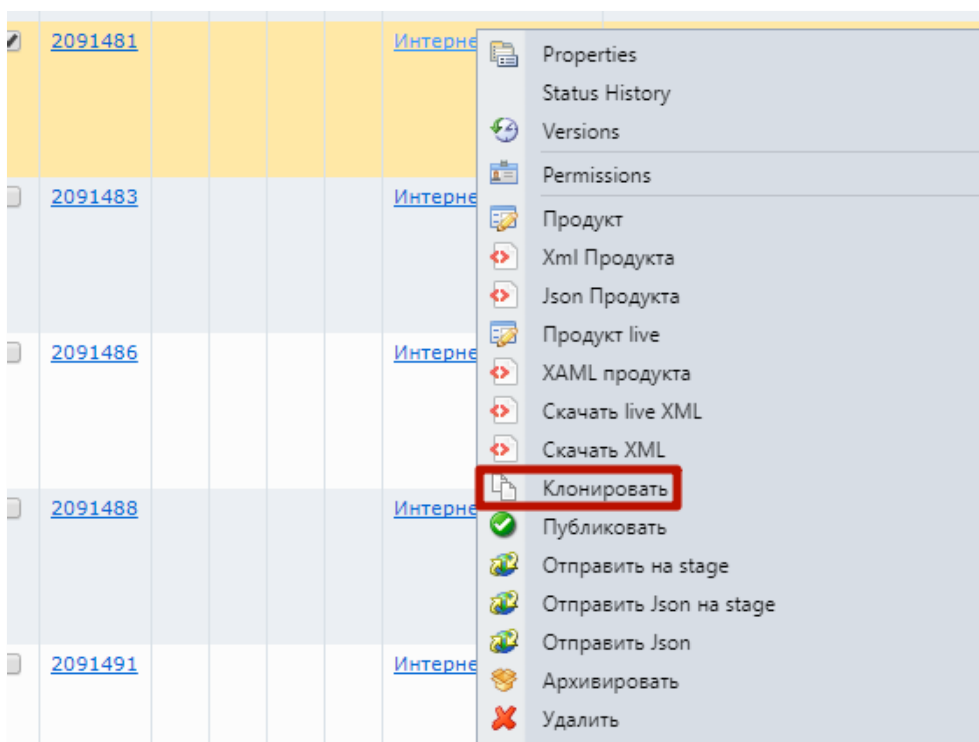 2091481 Интерне
Properties
Status History
Versions
Permissions
2091483 Интерне
Продукт
Xml Продукта
Json Продукта
Продукт live
2091486 Интерне
XAML продукта
Скачать live XML
Скачать XML
Клонировать
2091488 Интерне
Публиковать
Отправить на stage
Отправить Json на stage
Отправить Json
2091491 Интерне
Архивировать
Удалить